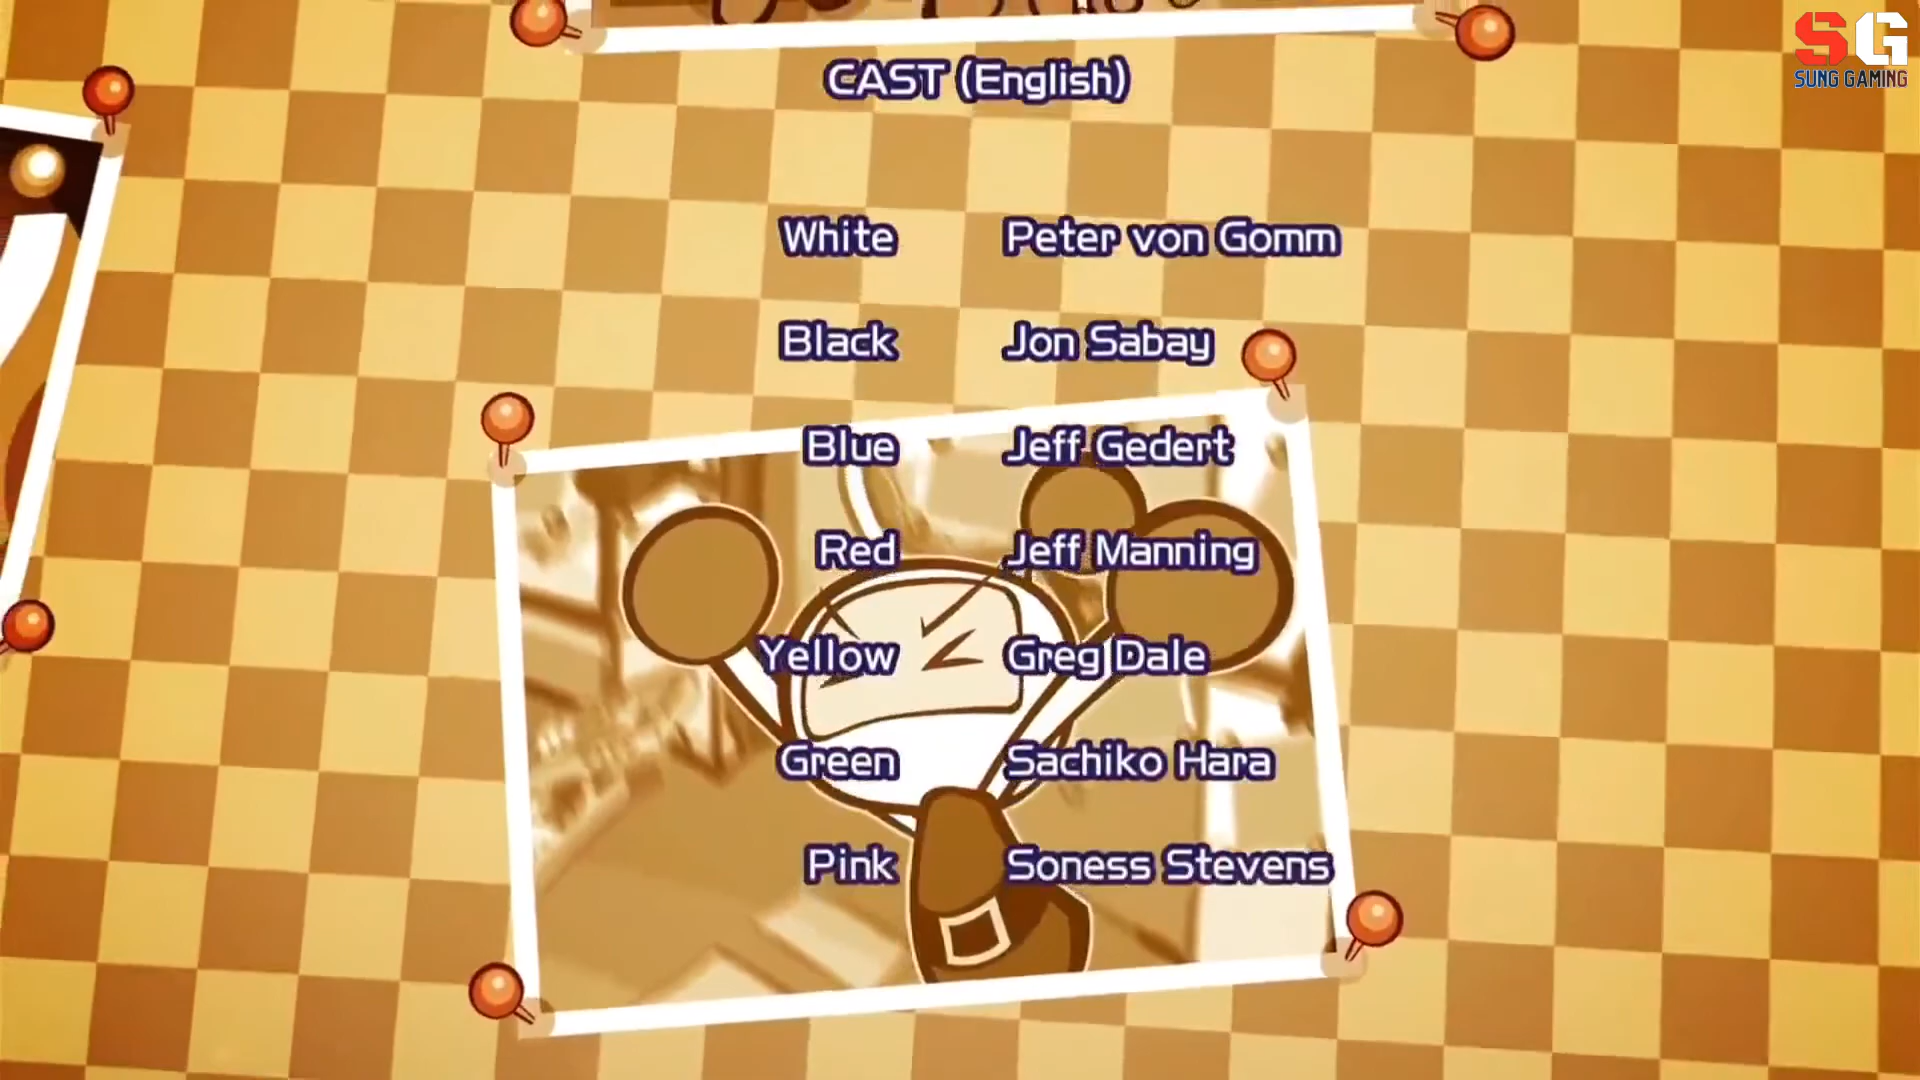 SG
SUNG GAMING
CAST (English)
White Peter von Gomm
Black Jon Sabay
Blue Jeff Gedert
Red Jeff Manning
Yellow Greg Dale
Green Sachiko Hara
Pink Soness Stevens